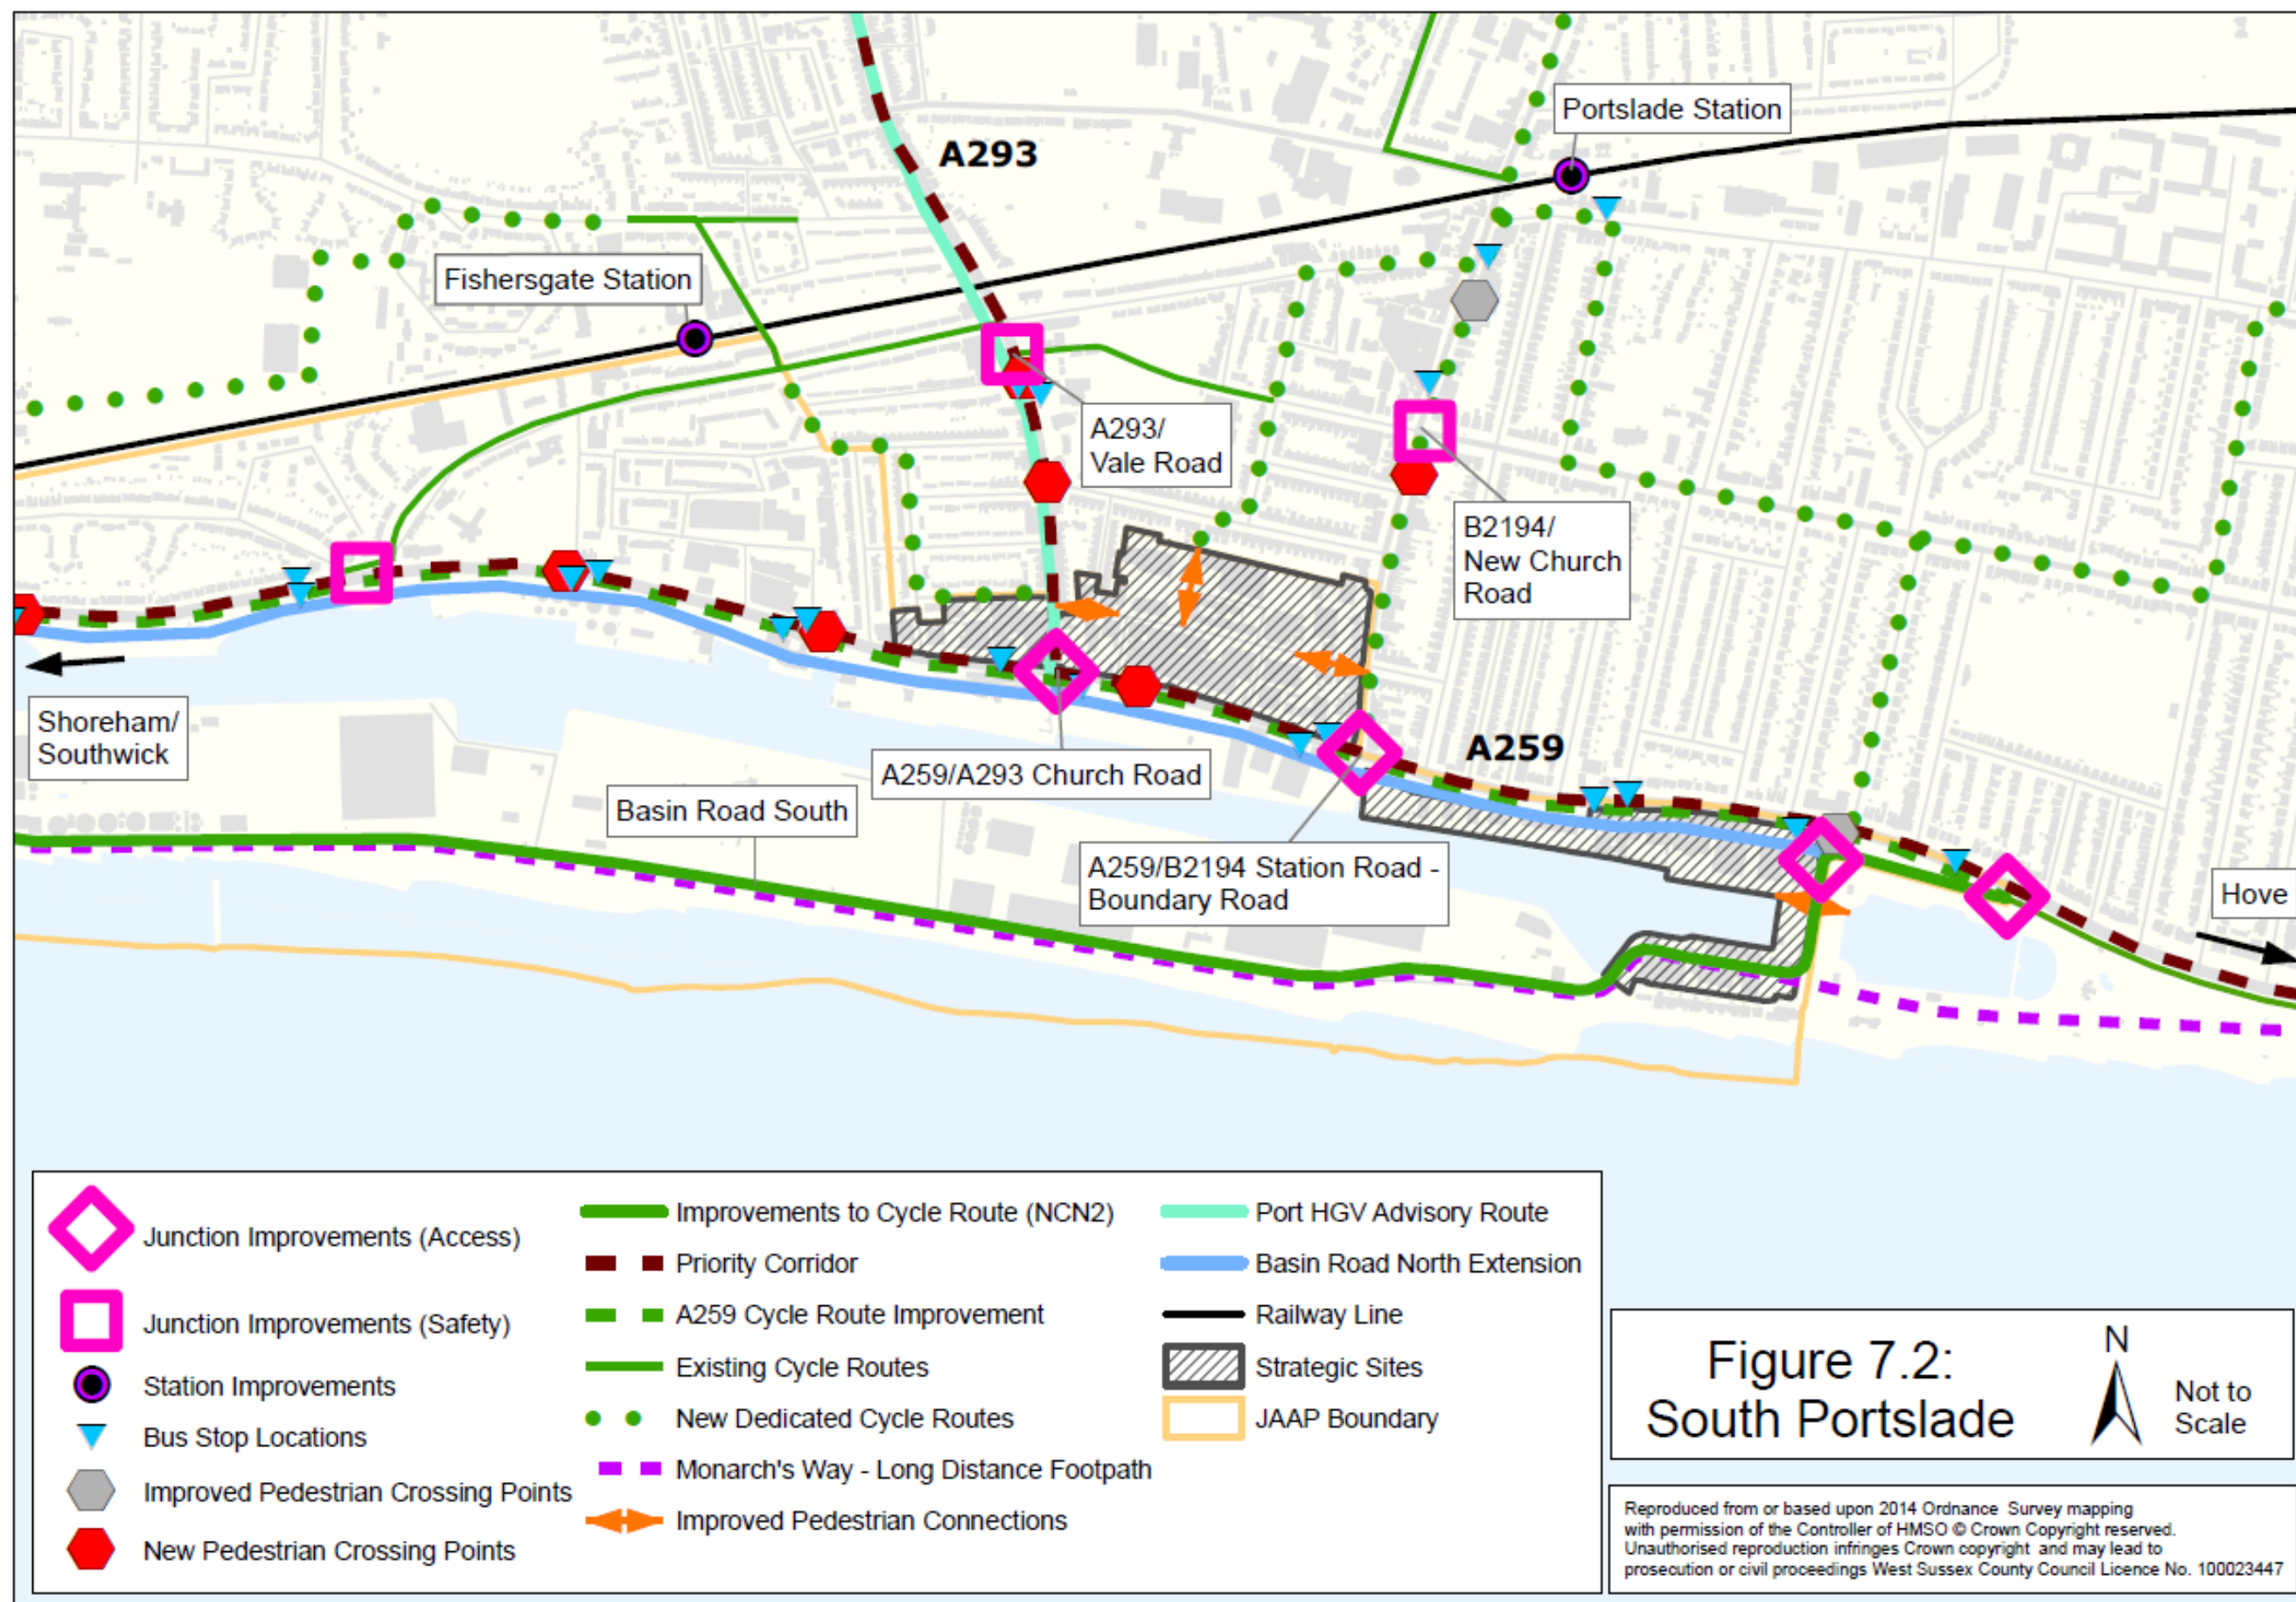 A293
Portslade Station
Fishersgate Station
A293/
Vale Road
B2194/
New Church
Road
Shoreham/
Southwick
A259/A293 Church Road
A259
Basin Road South
A259/B2194 Station Road -
Boundary Road
Hove
Junction Improvements (Access)
Junction Improvements (Safety)
Station Improvements
Bus Stop Locations
Improved Pedestrian Crossing Points
New Pedestrian Crossing Points
Improvements to Cycle Route (NCN2)
Priority Corridor
A259 Cycle Route Improvement
Existing Cycle Routes
New Dedicated Cycle Routes
Monarch's Way - Long Distance Footpath
Improved Pedestrian Connections
Port HGV Advisory Route
Basin Road North Extension
Railway Line
Strategic Sites
JAAP Boundary
Figure 7.2:
South Portslade
N
Not to
Scale
Reproduced from or based upon 2014 Ordnance Survey mapping
with permission of the Controller of HMSO © Crown Copyright reserved.
Unauthorised reproduction infringes Crown copyright and may lead to
prosecution or civil proceedings West Sussex County Council Licence No. 100023447